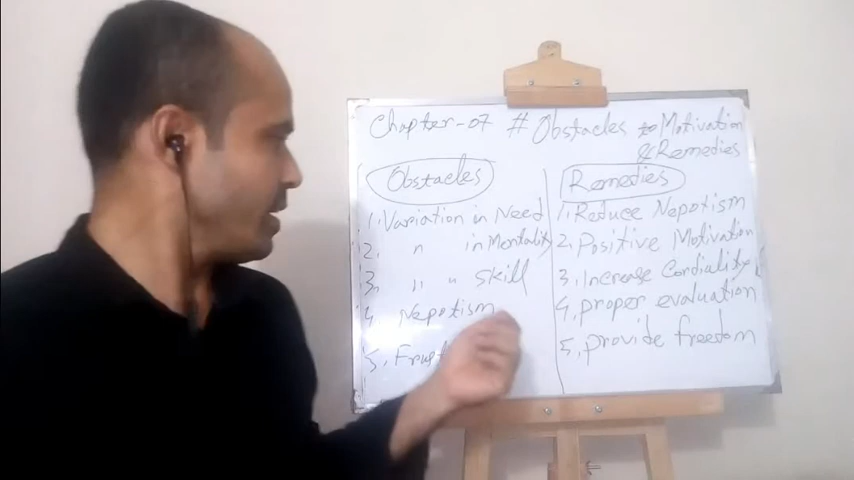 Chapter-07 # Obstacles to Motivation
& Remedies
Obstacles
1. Variation in Need
2. " in Mentality
3. " " skill
4 Nepotism
5. Frust
Remedies
1. Reduce Nepotism
2. Positive Motivation
3. Increase Cordiality
4. proper evaluation
5. provide freedom